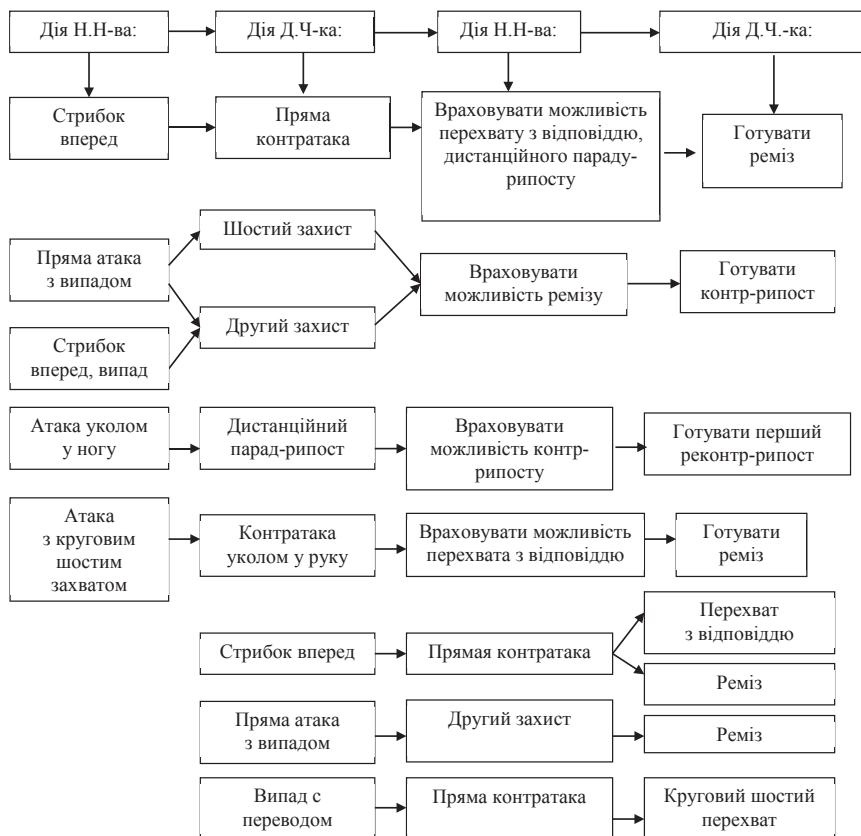 Дія Н.Н-ва:
Дія Д.Ч-ка:
Дія Н.Н-ва:
Дія Д.Ч.-ка:
Стрибок
вперед
Пряма
контратака
Враховувати можливість
перехвату з відповіддю,
дистанційного параду-
рипосту
Готувати
реміз
Пряма атака
з випадом
Шостий захист
Другий захист
Враховувати
можливість ремізу
Готувати
контр-рипост
Стрибок
вперед, випад
Атака уколом
у ногу
Дистанційний
парад-рипост
Враховувати
можливість контр-
рипосту
Готувати перший
реконтр-рипост
Атака
з круговим
шостим
захватом
Контратака
уколом у руку
Враховувати можливість
перехвата з відповіддю
Готувати
реміз
Стрибок вперед
Прямая контратака
Перехват
з відповіддю
Реміз
Пряма атака
з випадом
Другий захист
Реміз
Випад с
переводом
Пряма контратака
Круговий шостий
перехват